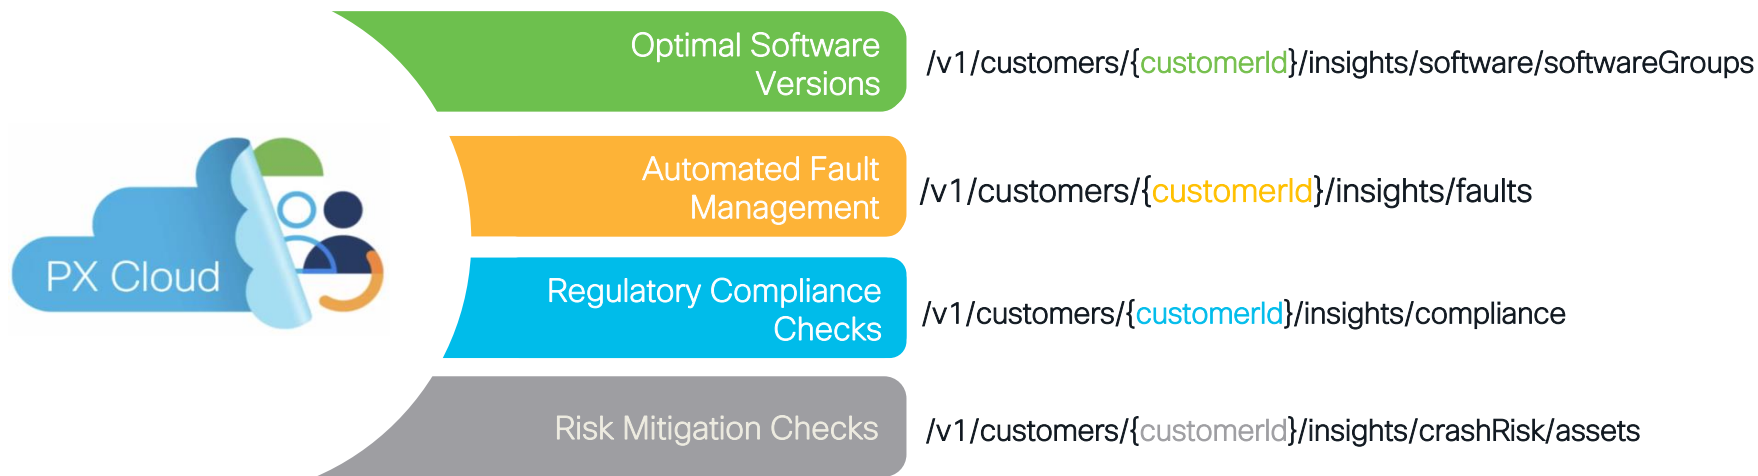 PX Cloud
Optimal Software
Versions
/v1/customers/{customerId}/insights/software/softwareGroups
Automated Fault
Management
/v1/customers/{customerId}/insights/faults
Regulatory Compliance
Checks
/v1/customers/{customerId}/insights/compliance
Risk Mitigation Checks
/v1/customers/{customerId}/insights/crashRisk/assets